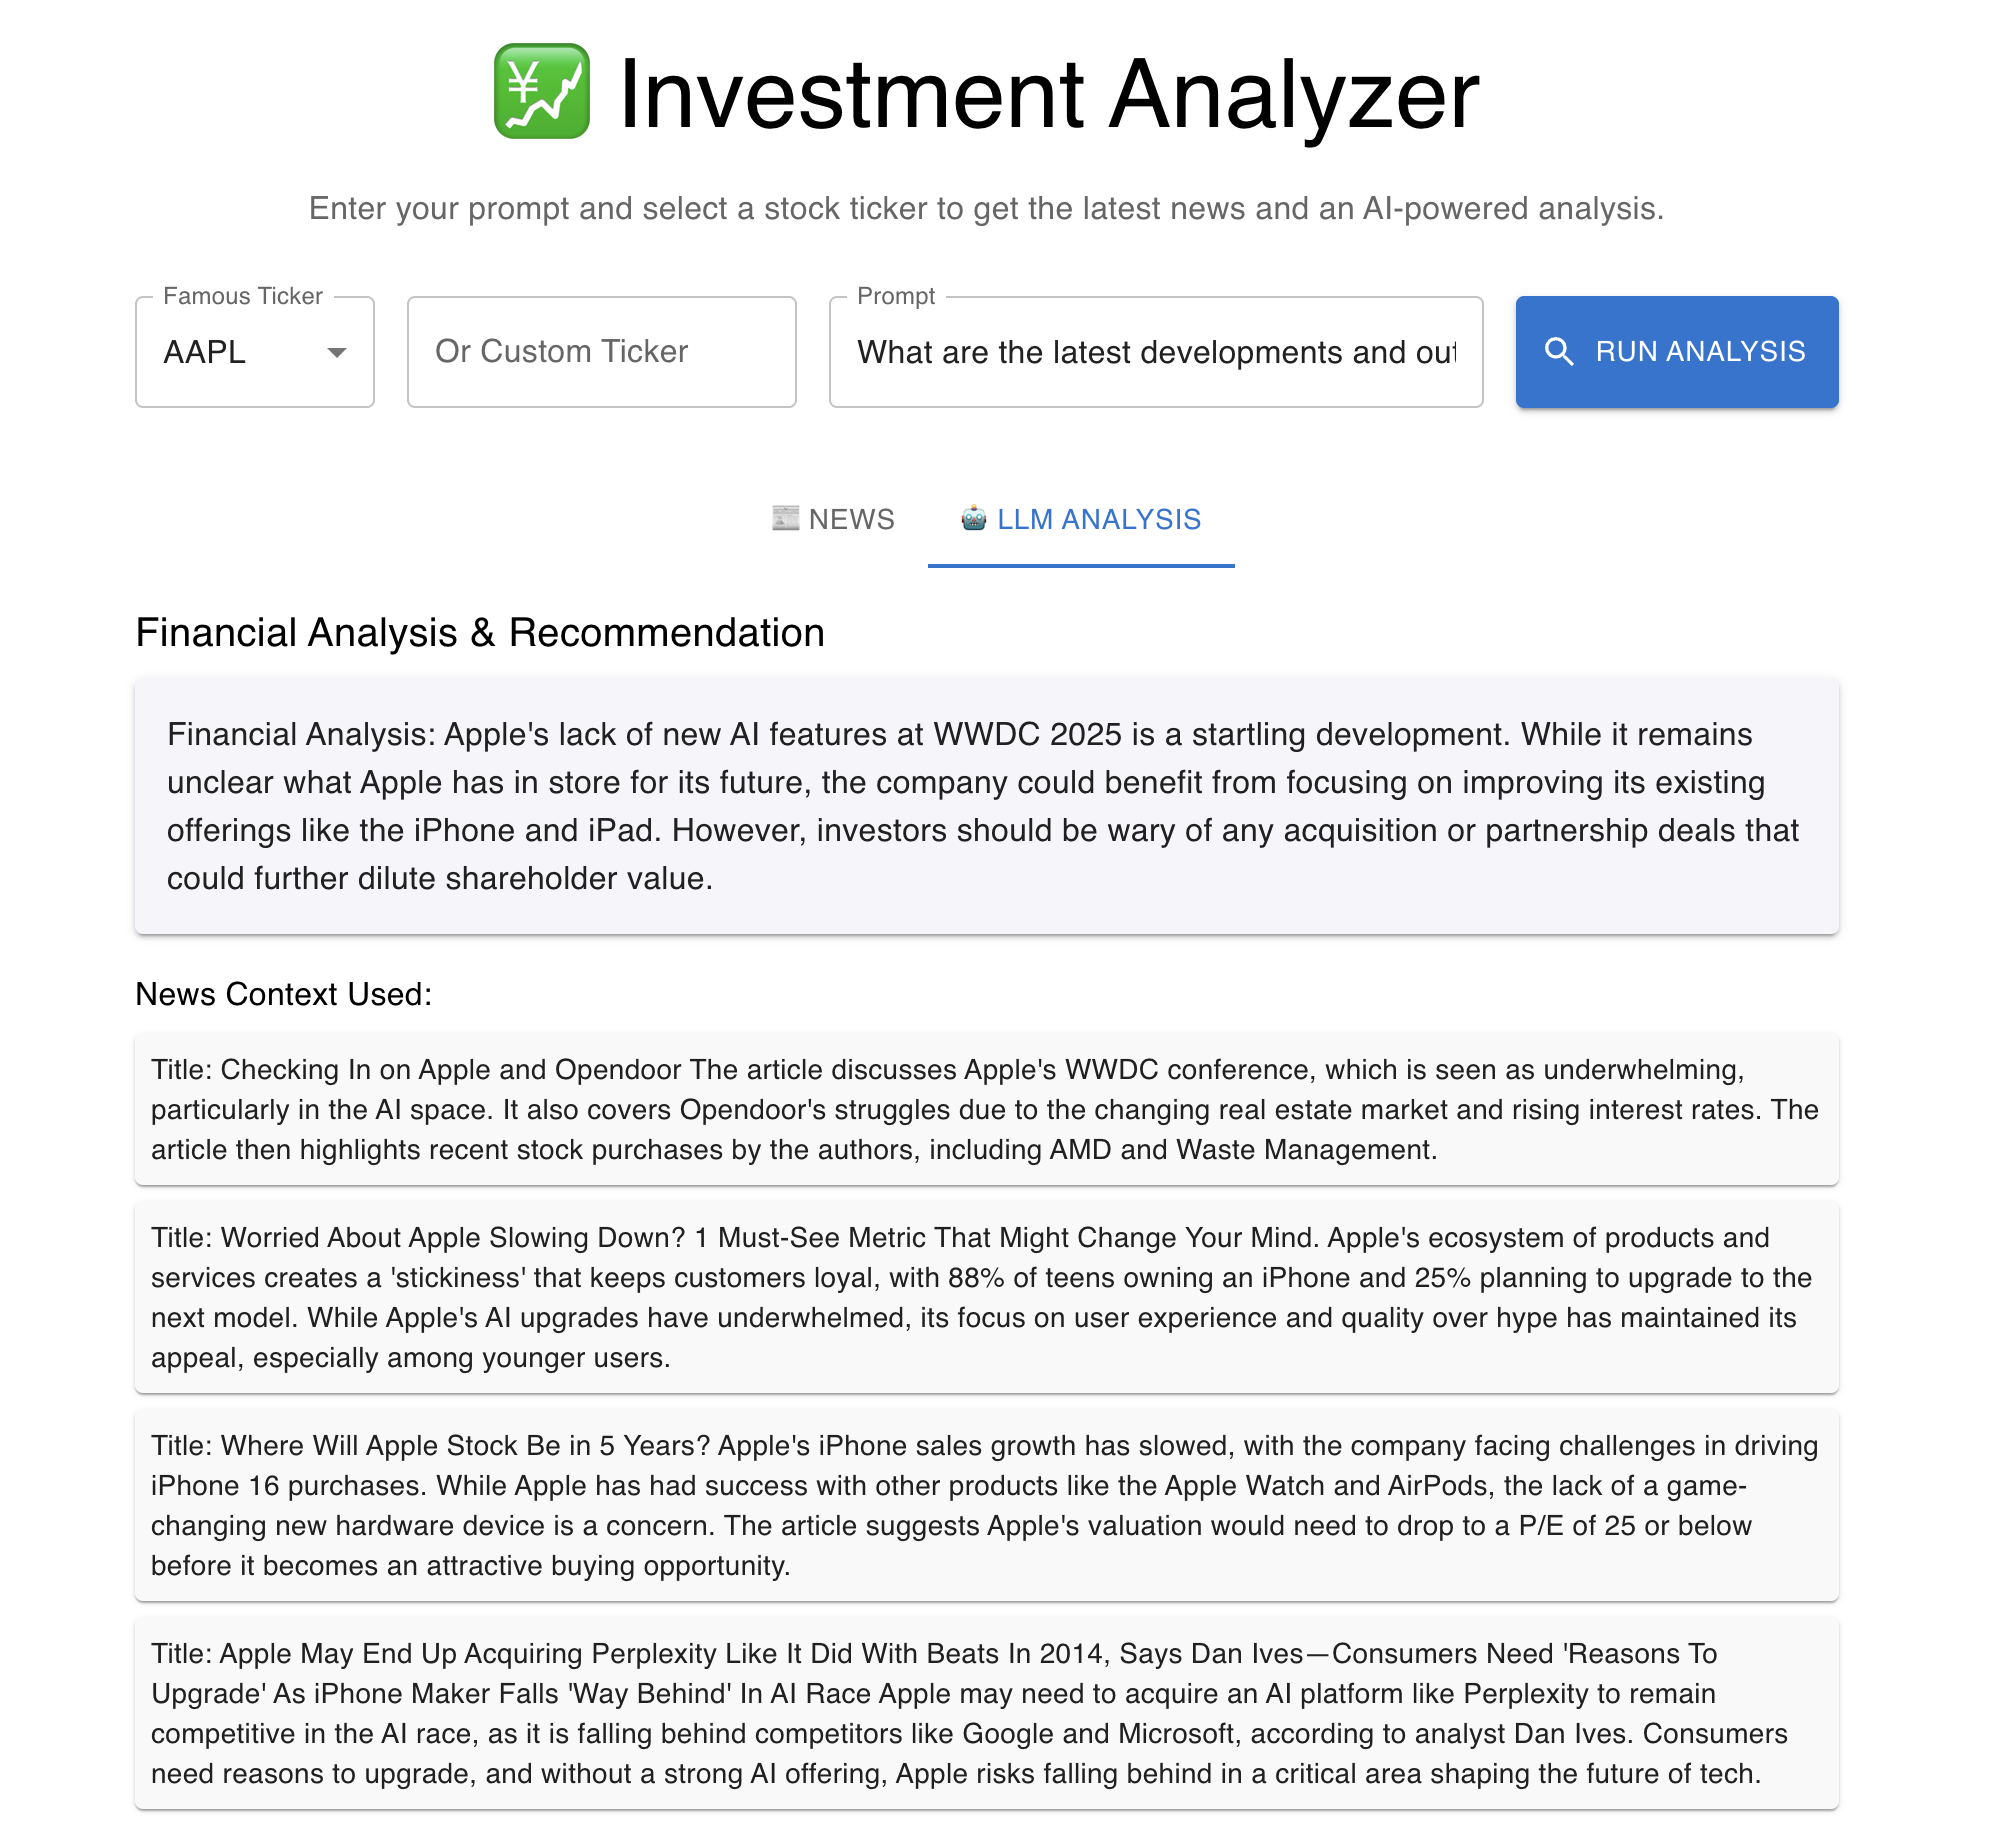 Investment Analyzer
Enter your prompt and select a stock ticker to get the latest news and an AI-powered analysis.
Famous Ticker
AAPL
Or Custom Ticker
Prompt
What are the latest developments and out
RUN ANALYSIS
NEWS
LLM ANALYSIS
Financial Analysis & Recommendation
Financial Analysis: Apple's lack of new AI features at WWDC 2025 is a startling development. While it remains
unclear what Apple has in store for its future, the company could benefit from focusing on improving its existing
offerings like the iPhone and iPad. However, investors should be wary of any acquisition or partnership deals that
could further dilute shareholder value.
News Context Used:
Title: Checking In on Apple and Opendoor The article discusses Apple's WWDC conference, which is seen as underwhelming,
particularly in the AI space. It also covers Opendoor's struggles due to the changing real estate market and rising interest rates. The
article then highlights recent stock purchases by the authors, including AMD and Waste Management.
Title: Worried About Apple Slowing Down? 1 Must-See Metric That Might Change Your Mind. Apple's ecosystem of products and
services creates a 'stickiness' that keeps customers loyal, with 88% of teens owning an iPhone and 25% planning to upgrade to the
next model. While Apple's AI upgrades have underwhelmed, its focus on user experience and quality over hype has maintained its
appeal, especially among younger users.
Title: Where Will Apple Stock Be in 5 Years? Apple's iPhone sales growth has slowed, with the company facing challenges in driving
iPhone 16 purchases. While Apple has had success with other products like the Apple Watch and AirPods, the lack of a game-
changing new hardware device is a concern. The article suggests Apple's valuation would need to drop to a P/E of 25 or below
before it becomes an attractive buying opportunity.
Title: Apple May End Up Acquiring Perplexity Like It Did With Beats In 2014, Says Dan Ives—Consumers Need 'Reasons To
Upgrade' As iPhone Maker Falls 'Way Behind' In AI Race Apple may need to acquire an AI platform like Perplexity to remain
competitive in the AI race, as it is falling behind competitors like Google and Microsoft, according to analyst Dan Ives. Consumers
need reasons to upgrade, and without a strong AI offering, Apple risks falling behind in a critical area shaping the future of tech.